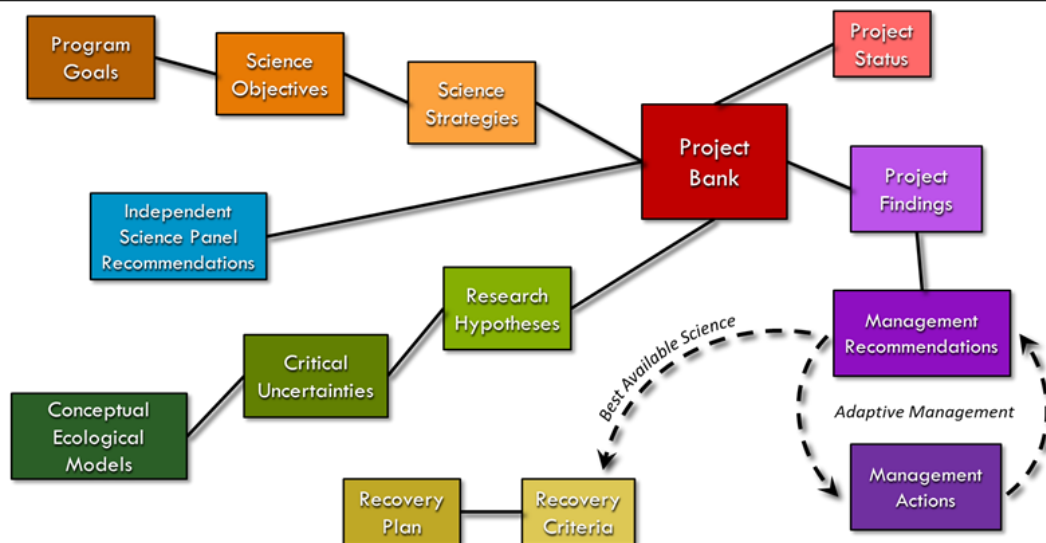 Program
Goals
Science
Objectives
Science
Strategies
Project
Status
Project
Bank
Project
Findings
Independent
Science Panel
Recommendations
Research
Hypotheses
Critical
Uncertainties
Conceptual
Ecological
Models
Management
Recommendations
Best Available Science
Adaptive Management
Management
Actions
Recovery
Plan
Recovery
Criteria